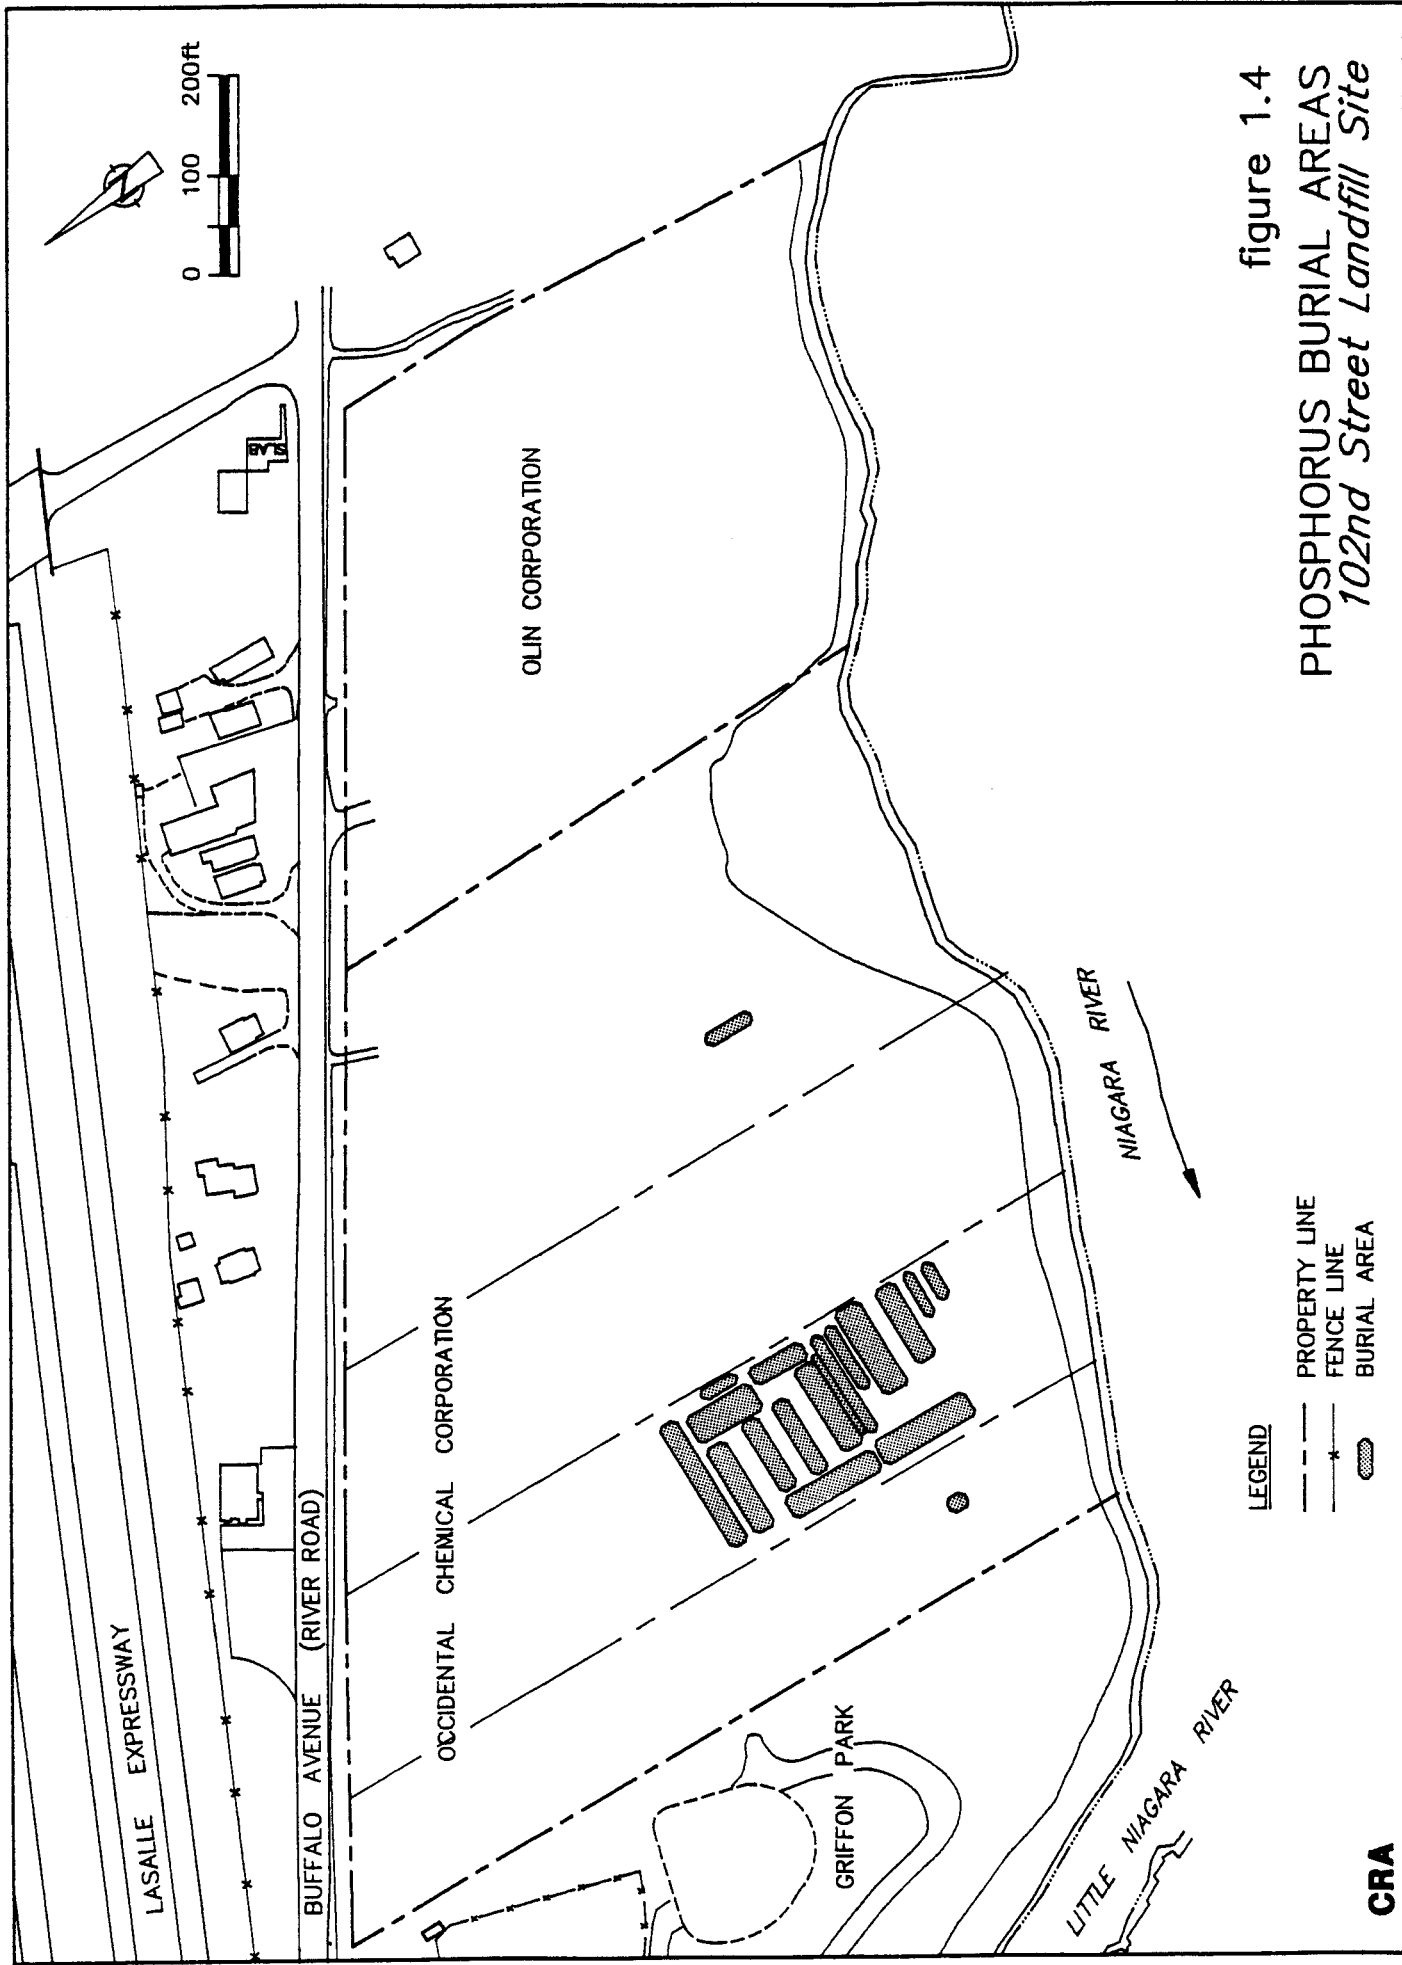 LASALLE EXPRESSWAY
BUFFALO AVENUE (RIVER ROAD)
0 100 200ft
OLIN CORPORATION
OCCIDENTAL CHEMICAL CORPORATION
GRIFFON PARK
NIAGARA RIVER
LITTLE NIAGARA RIVER
LEGEND
PROPERTY LINE
FENCE LINE
BURIAL AREA
figure 1.4
PHOSPHORUS BURIAL AREAS
102nd Street Landfill Site
CRA